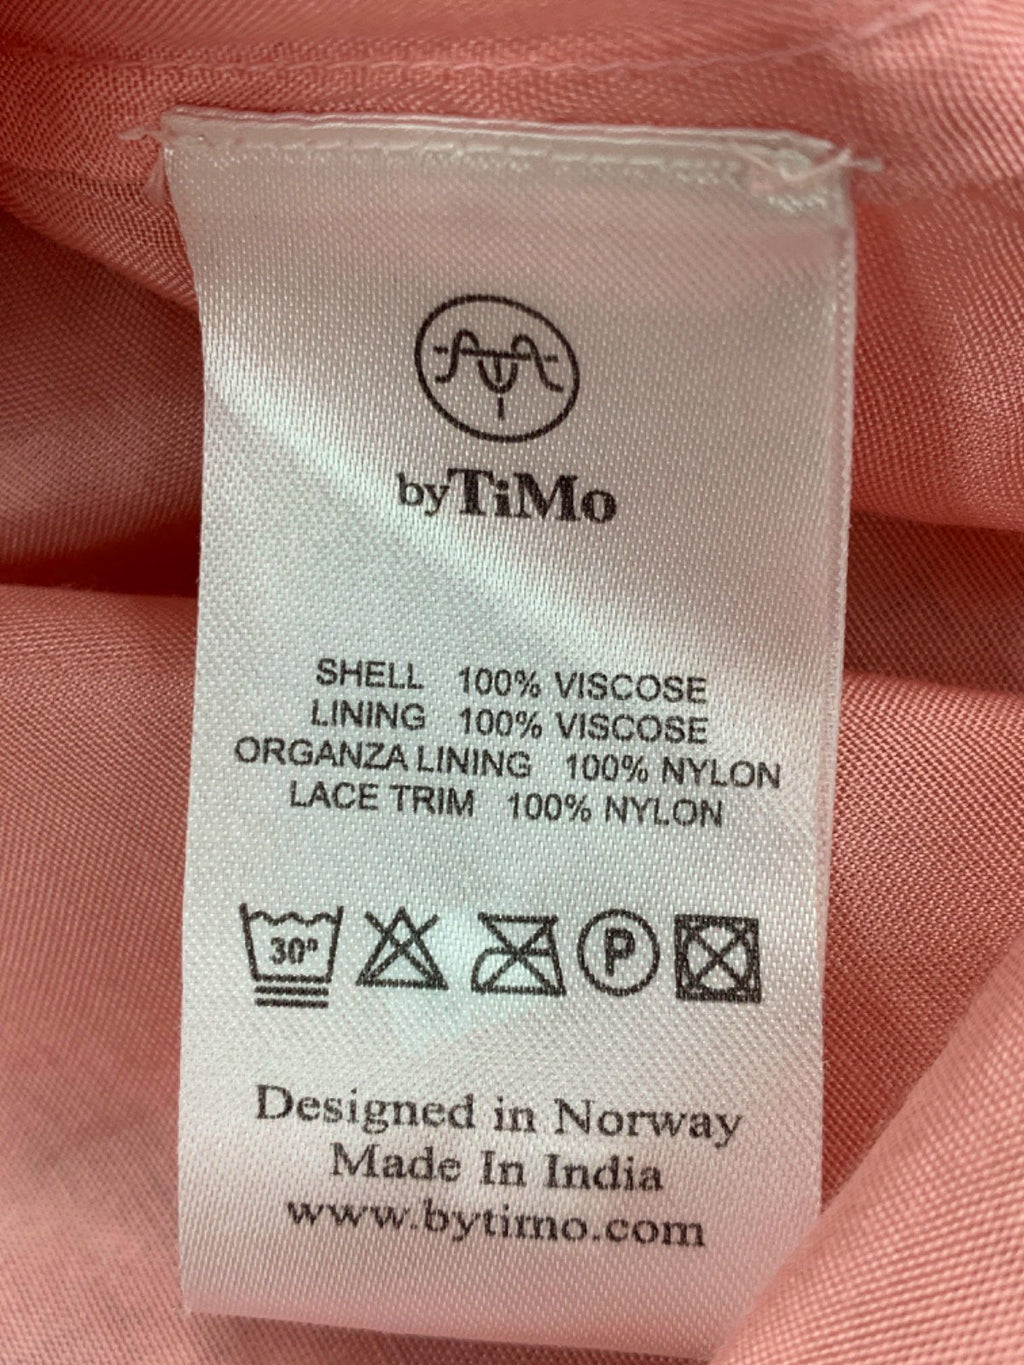 byTiMo
SHELL 100% VISCOSE
LINING 100% VISCOSE
ORGANZA LINING 100% NYLON
LACE TRIM 100% NYLON
30° P
Designed in Norway
Made In India
www.bytimo.com